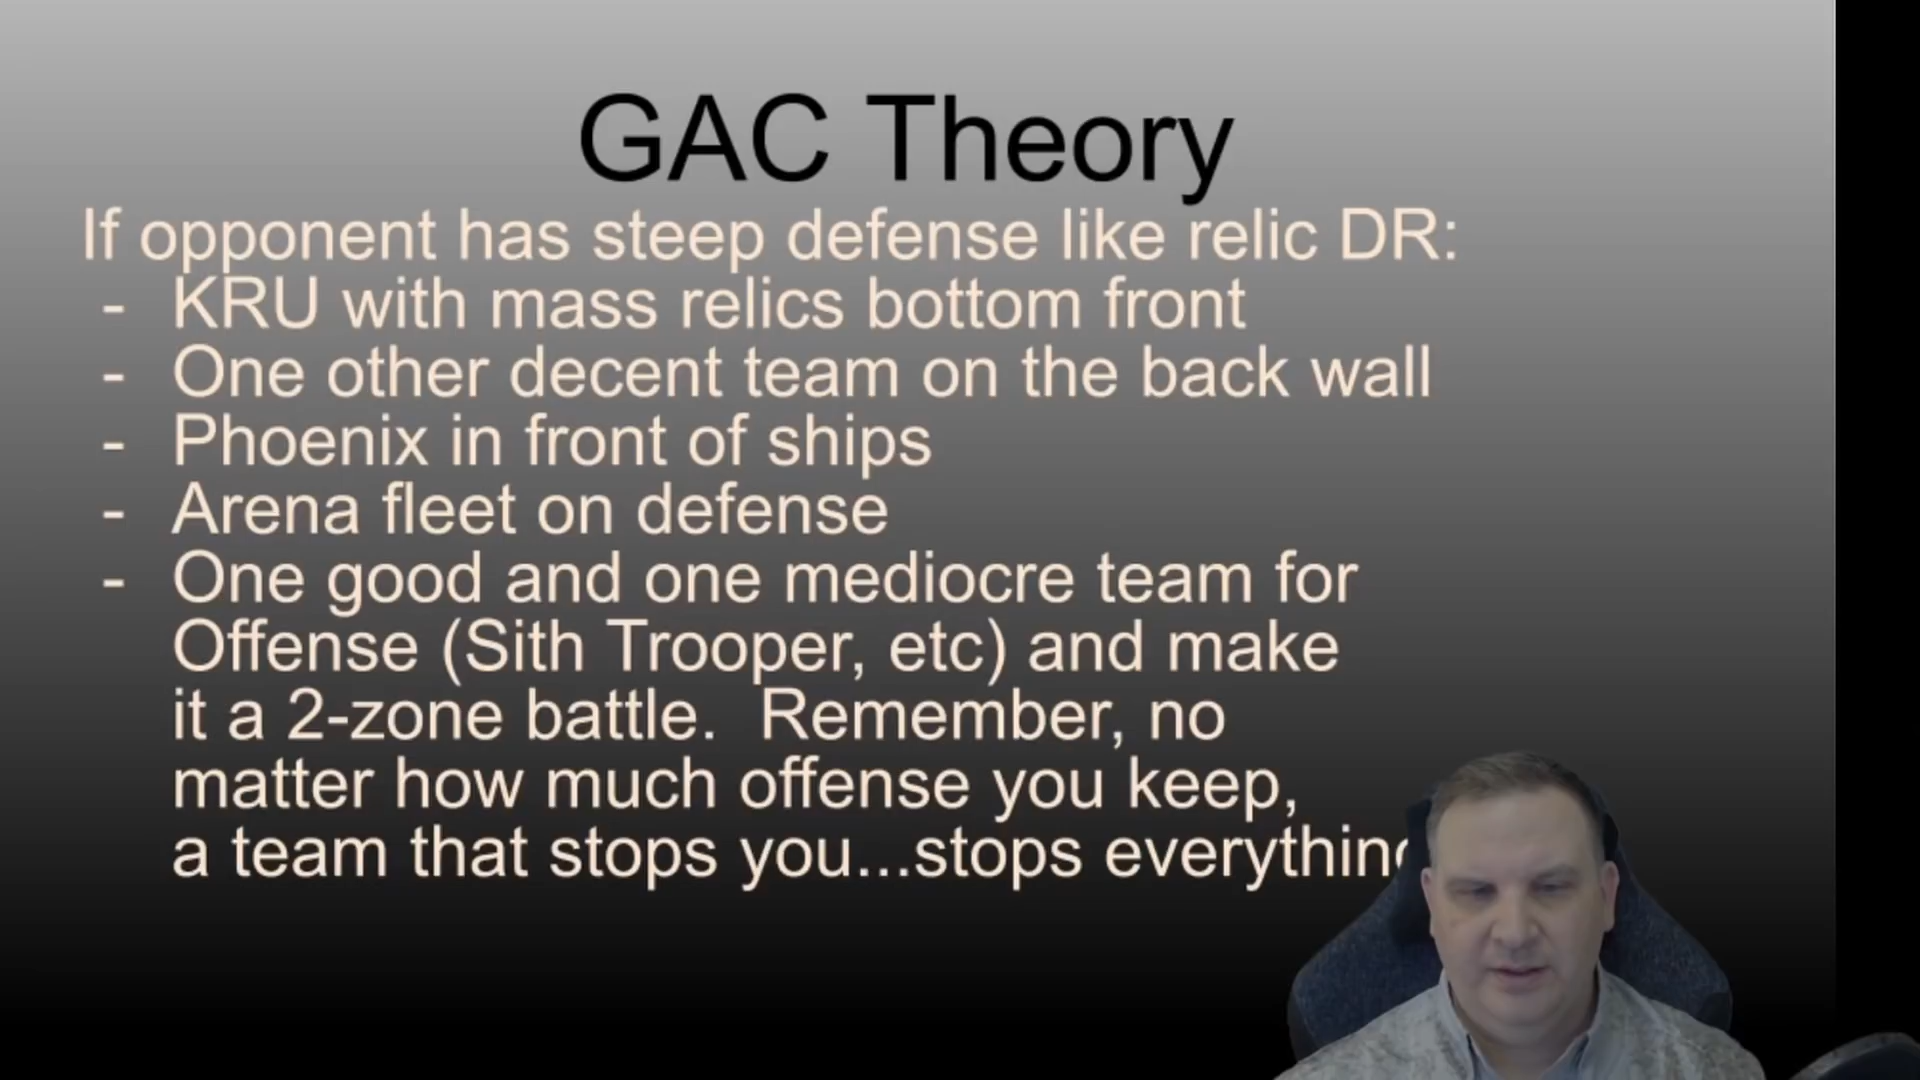 GAC Theory
If opponent has steep defense like relic DR:
- KRU with mass relics bottom front
- One other decent team on the back wall
- Phoenix in front of ships
- Arena fleet on defense
- One good and one mediocre team for
Offense (Sith Trooper, etc) and make
it a 2-zone battle. Remember, no
matter how much offense you keep,
a team that stops you...stops